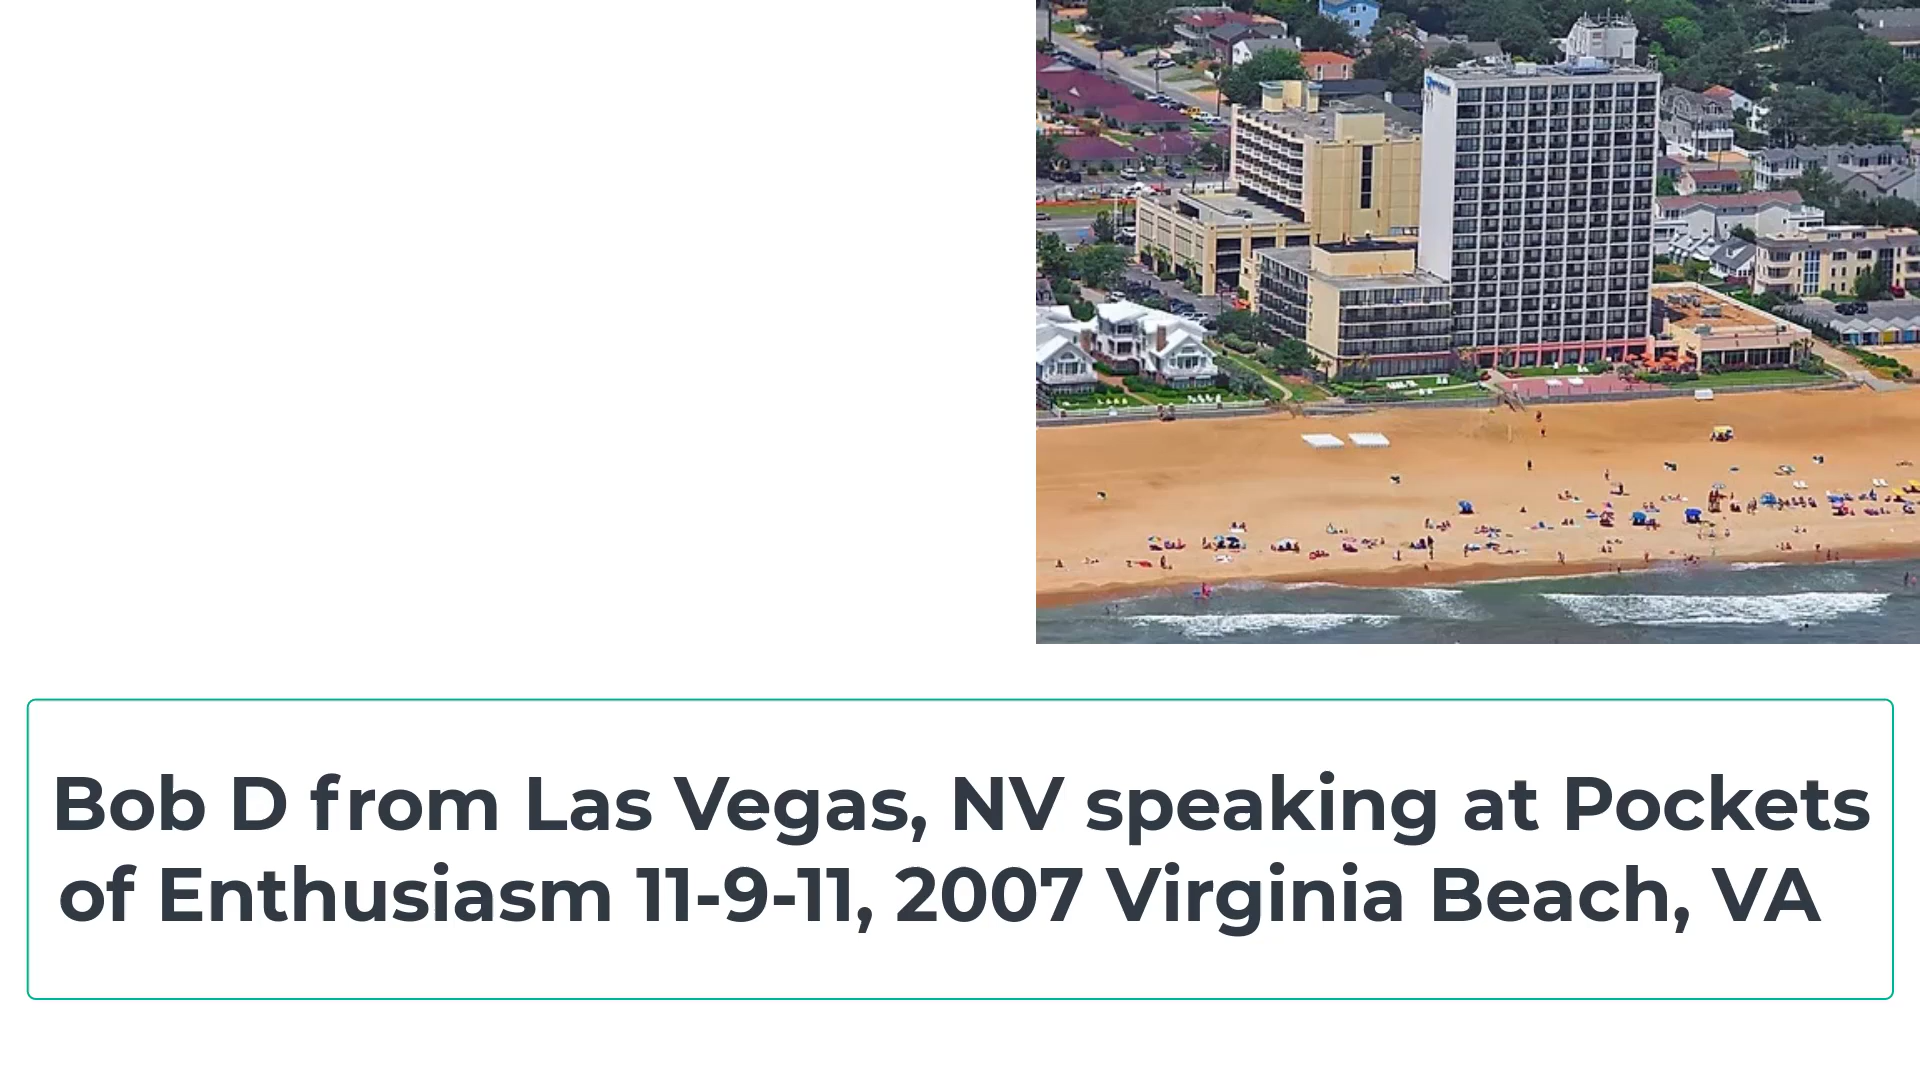 Bob D from Las Vegas, NV speaking at Pockets
of Enthusiasm 11-9-11, 2007 Virginia Beach, VA